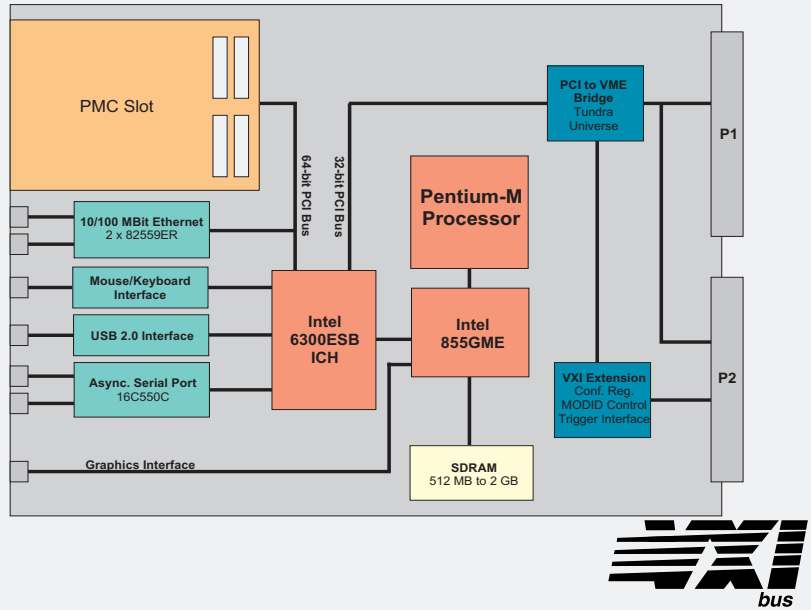 PMC Slot
64-bit PCI Bus
32-bit PCI Bus
PCI to VME
Bridge
Tundra
Universe
P1
Pentium-M
Processor
10/100 MBit Ethernet
2 x 82559ER
Mouse/Keyboard
Interface
USB 2.0 Interface
Async. Serial Port
16C550C
Intel
6300ESB
ICH
Intel
855GME
VXI Extension
Conf. Reg.
MODID Control
Trigger Interface
P2
Graphics Interface
SDRAM
512 MB to 2 GB
VXI
bus